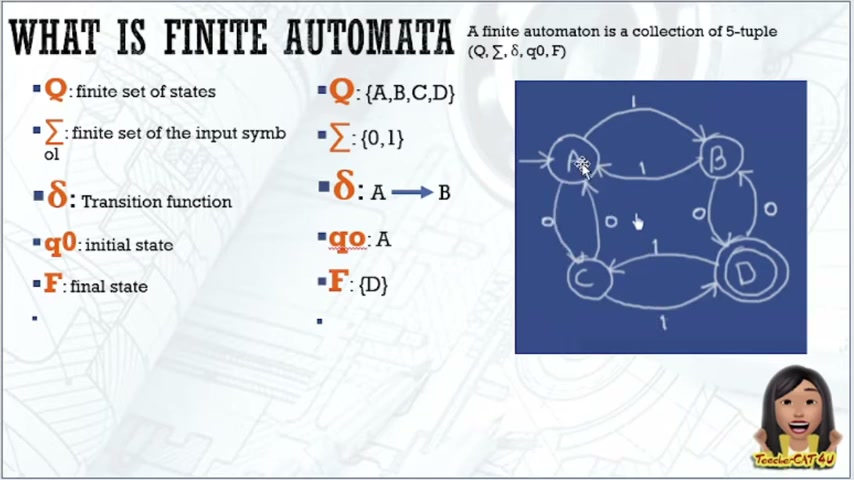 WHAT IS FINITE AUTOMATA
A finite automaton is a collection of 5-tuple
(Q, ∑, δ, q0, F)
Q: finite set of states
∑: finite set of the input symb
ol
δ: Transition function
q0: initial state
F: final state
Q: {A,B,C,D}
∑: {0,1}
δ: A → B
qo: A
F: {D}
1
A
B
1
0
0
0
0
1
C
D
1
Teeche-CAT 4U